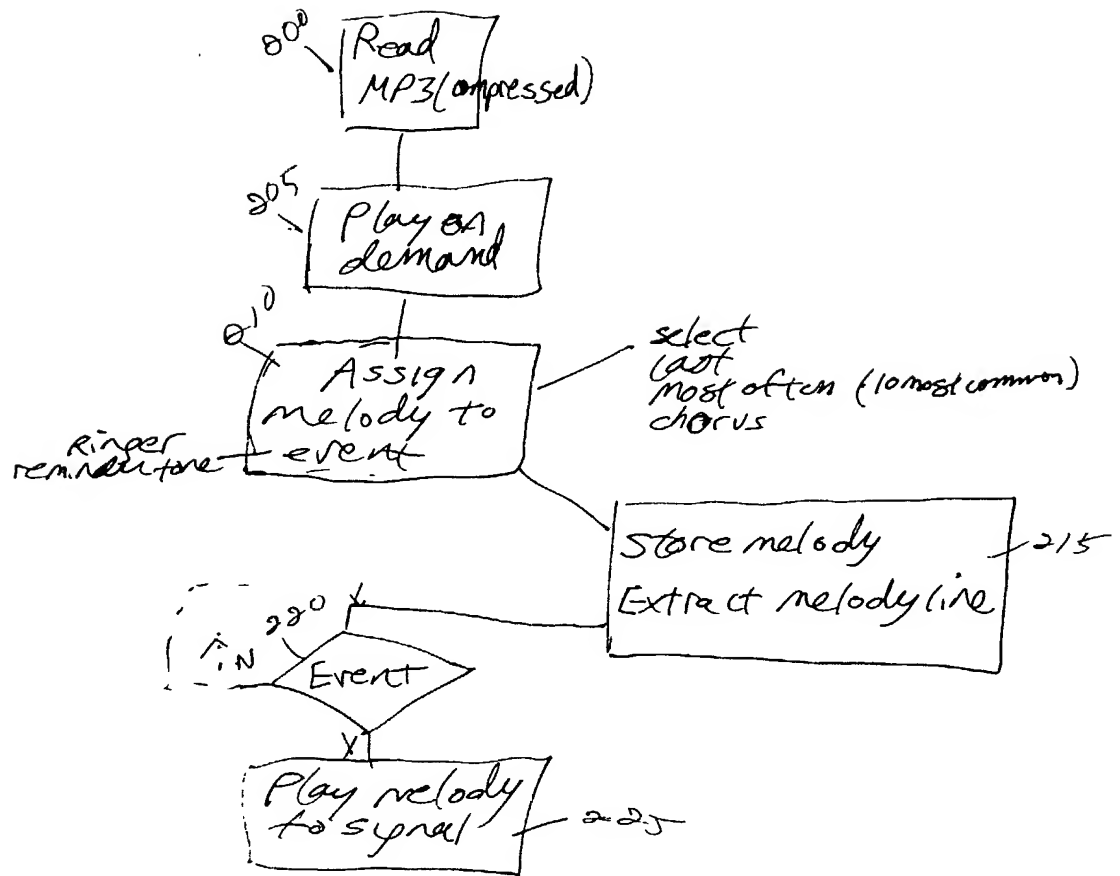 200
Read
MP3 (compressed)
205
Play on
demand
210
Assign
melody to
event
select
last
most often (10 most common)
chorus
Ringer
reminder tone
Store melody
Extract melody line
215
220
N
Event
Y
Play melody
to signal
225